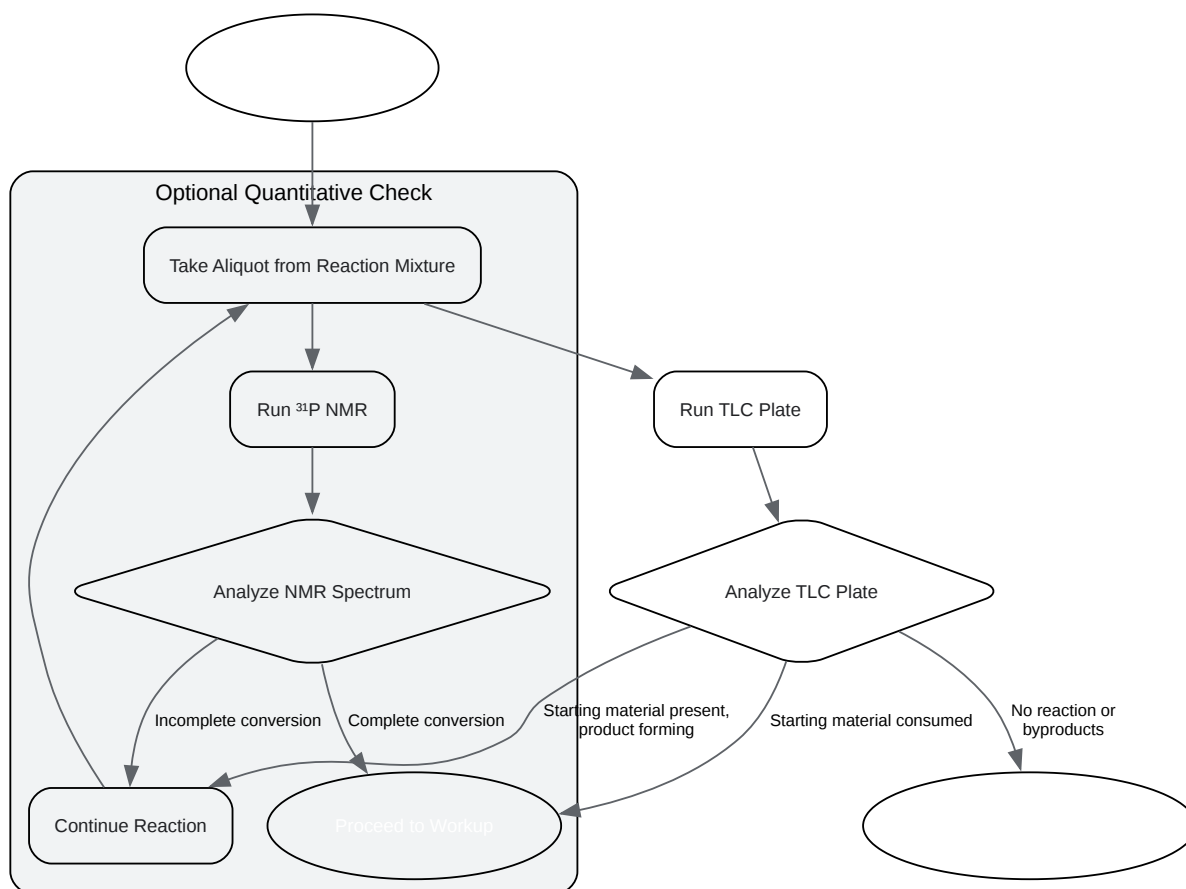 Optional Quantitative Check
Take Aliquot from Reaction Mixture
Run ³¹P NMR
Run TLC Plate
Analyze NMR Spectrum
Analyze TLC Plate
Incomplete conversion
Complete conversion
Starting material present,
product forming
Starting material consumed
No reaction or
byproducts
Continue Reaction
Proceed to Workup